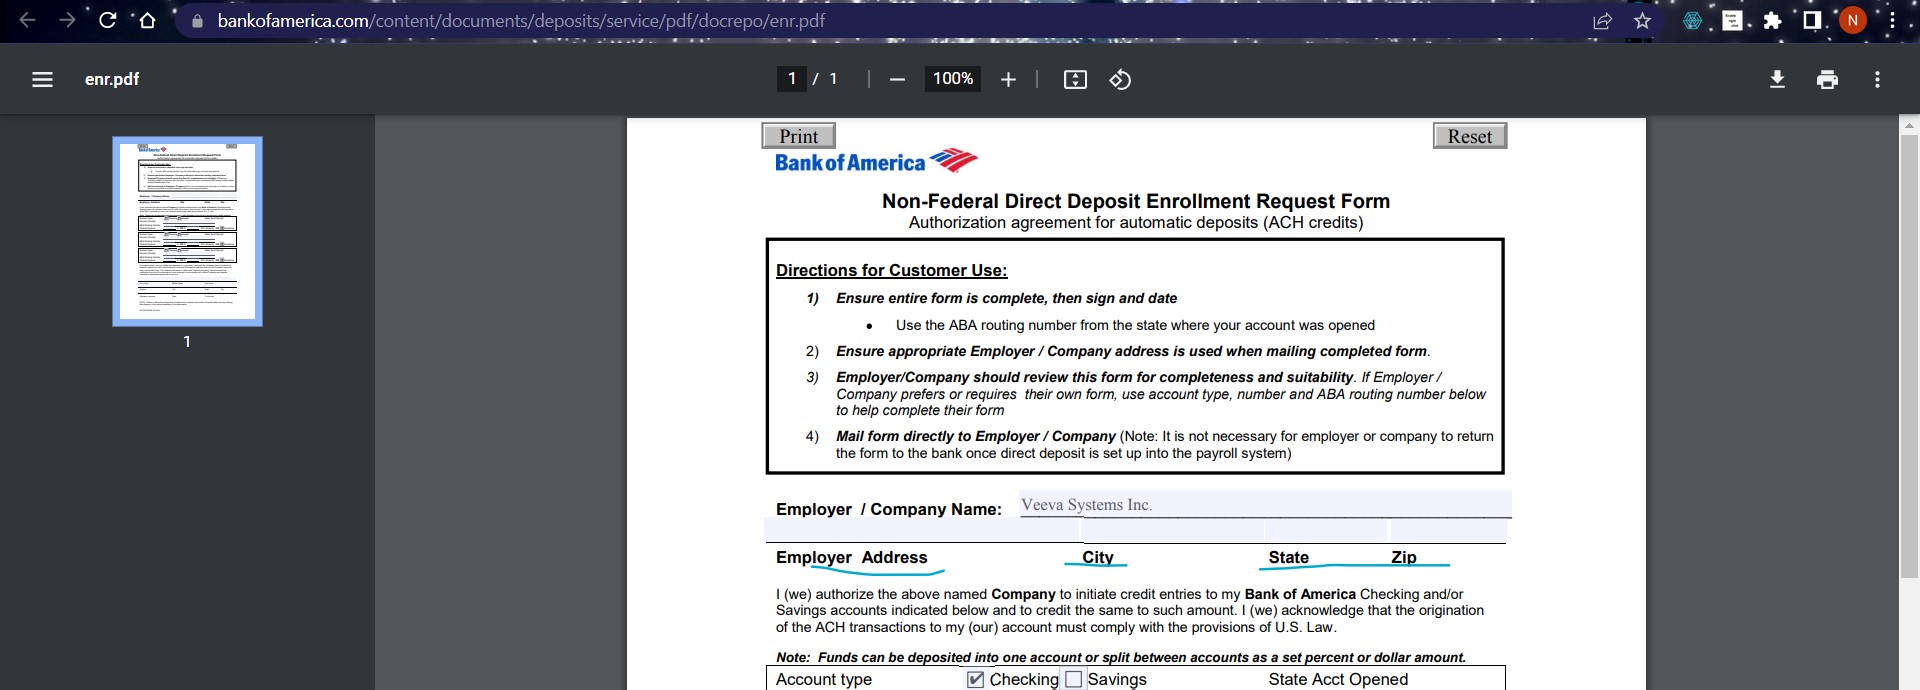 bankofamerica.com/content/documents/deposits/service/pdf/docrepo/enr.pdf
N
enr.pdf
1 / 1
100%
1
Print
Reset
Bank of America
Non-Federal Direct Deposit Enrollment Request Form
Authorization agreement for automatic deposits (ACH credits)
Directions for Customer Use:
1) Ensure entire form is complete, then sign and date
• Use the ABA routing number from the state where your account was opened
2) Ensure appropriate Employer / Company address is used when mailing completed form.
3) Employer/Company should review this form for completeness and suitability. If Employer /
Company prefers or requires their own form, use account type, number and ABA routing number below
to help complete their form
4) Mail form directly to Employer / Company (Note: It is not necessary for employer or company to return
the form to the bank once direct deposit is set up into the payroll system)
Employer / Company Name: Veeva Systems Inc.
Employer Address City State Zip
I (we) authorize the above named Company to initiate credit entries to my Bank of America Checking and/or
Savings accounts indicated below and to credit the same to such amount. I (we) acknowledge that the origination
of the ACH transactions to my (our) account must comply with the provisions of U.S. Law.
Note: Funds can be deposited into one account or split between accounts as a set percent or dollar amount.
Account type Checking Savings State Acct Opened